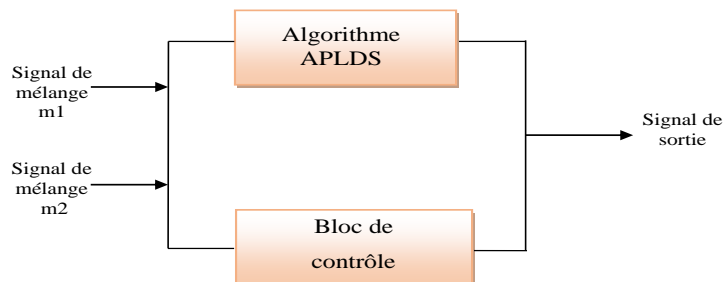 Algorithme
APLDS
Signal de
mélange
m1
Signal de
sortie
Signal de
mélange
m2
Bloc de
contrôle